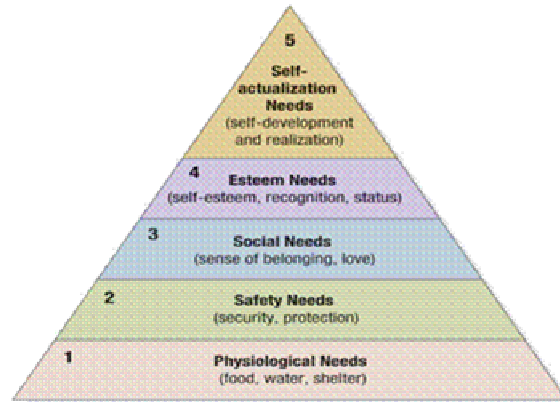 5
Self-
actualization
Needs
(self-development
and realization)
4
Esteem Needs
(self-esteem, recognition, status)
3
Social Needs
(sense of belonging, love)
2
Safety Needs
(security, protection)
1
Physiological Needs
(food, water, shelter)